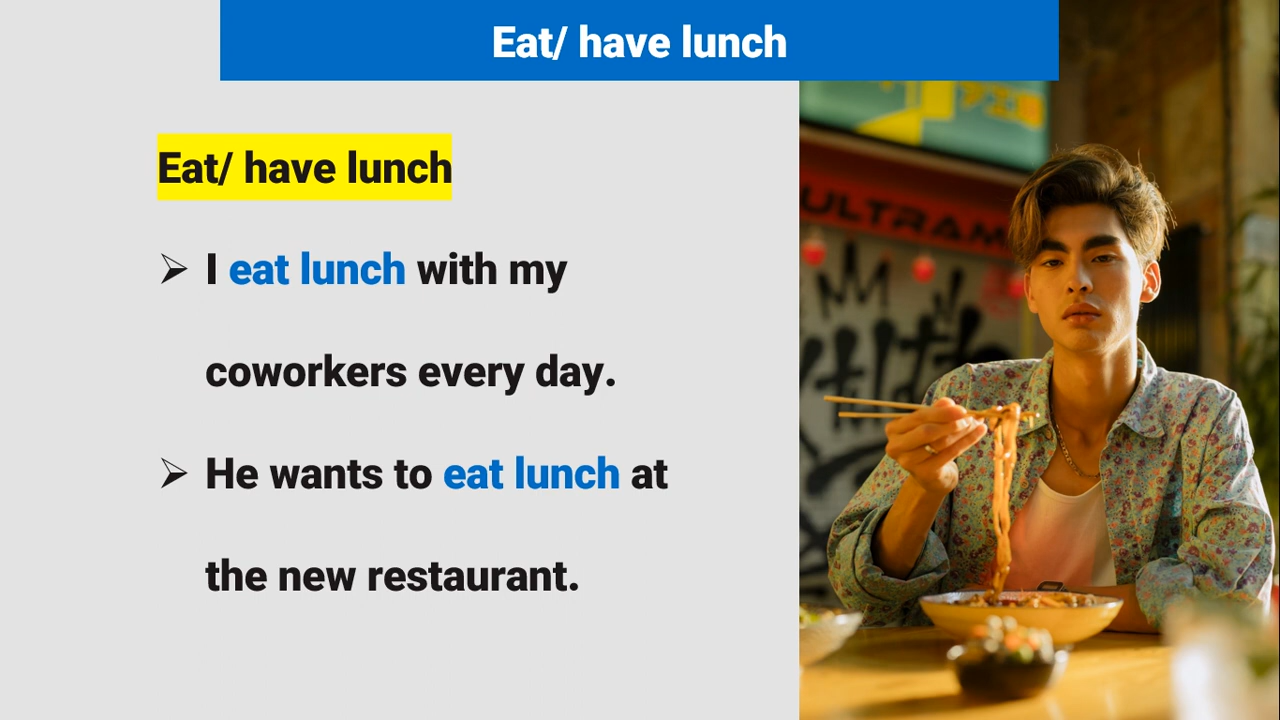 Eat/ have lunch
Eat/ have lunch
➢ I eat lunch with my
coworkers every day.
➢ He wants to eat lunch at
the new restaurant.
ULTRAM